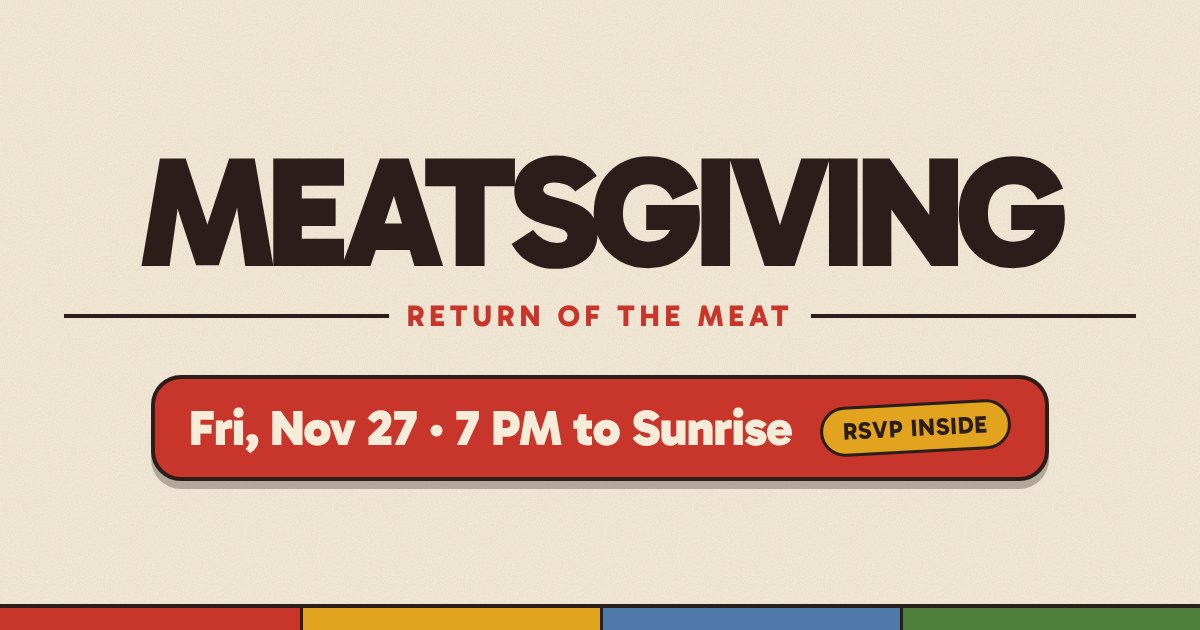 MEATSGIVING
RETURN OF THE MEAT
Fri, Nov 27 • 7 PM to Sunrise RSVP INSIDE